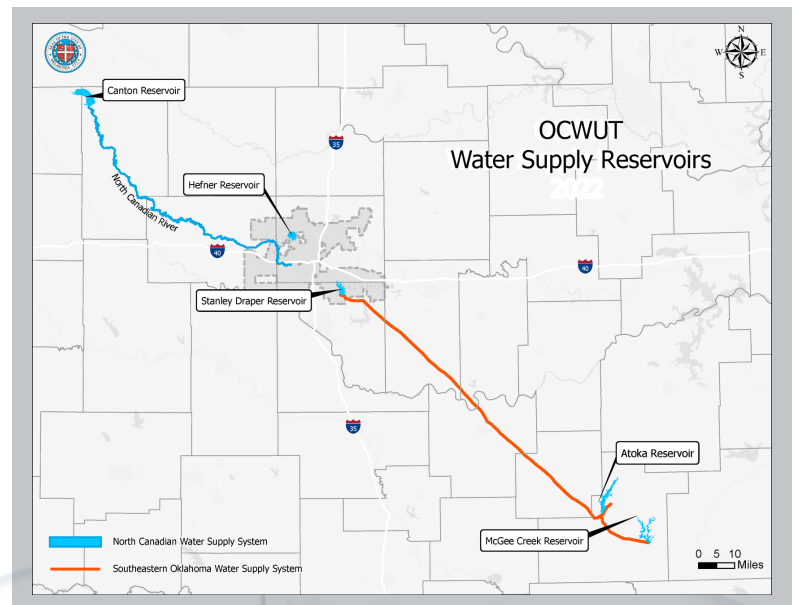 N
W
E
S
Canton Reservoir
OCWUT
Water Supply Reservoirs
2022
35
Hefner Reservoir
North Canadian River
40
40
Stanley Draper Reservoir
35
Atoka Reservoir
McGee Creek Reservoir
North Canadian Water Supply System
Southeastern Oklahoma Water Supply System
0 5 10
Miles